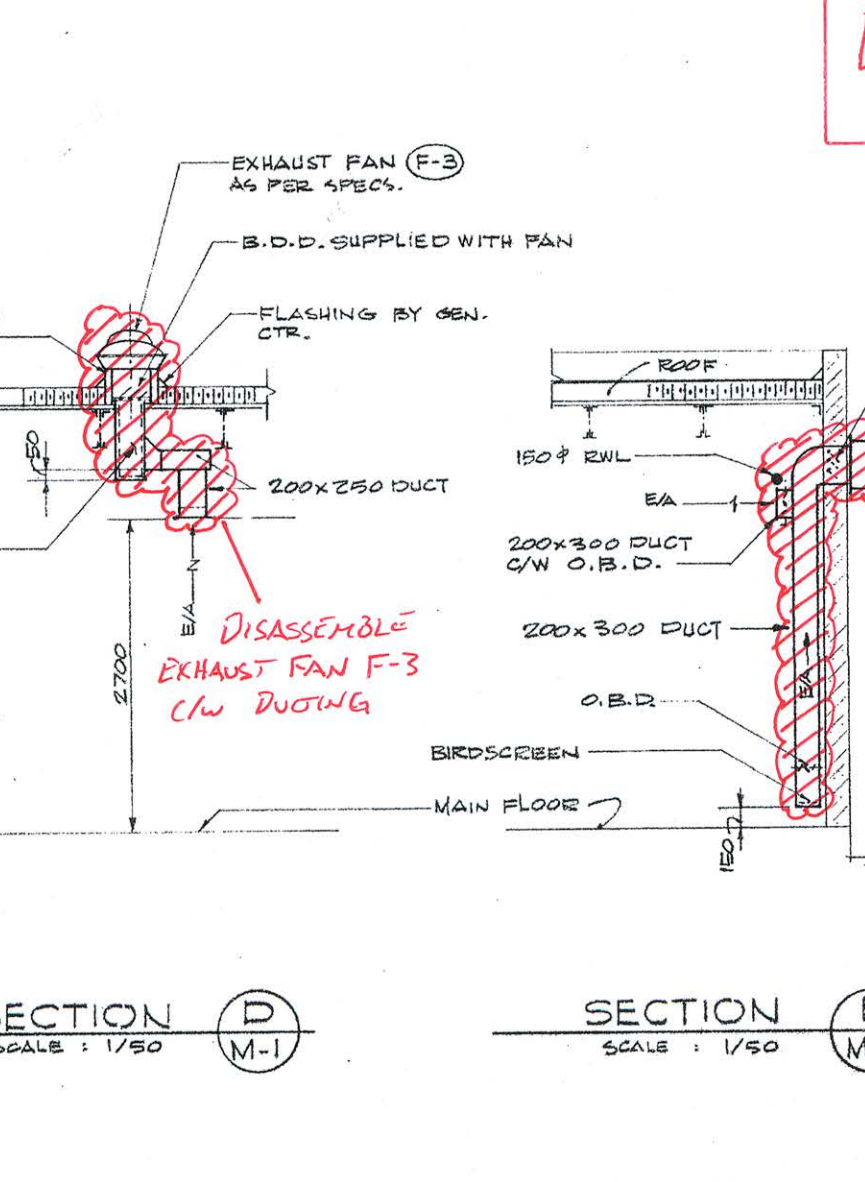 EXHAUST FAN F-3
AS PER SPECS.
B.D.D. SUPPLIED WITH FAN
FLASHING BY GEN.
CTR.
50
200x250 DUCT
E/A
2700
DISASSEMBLE
EXHAUST FAN F-3
C/W DUCTING
MAIN FLOOR
ROOF
150 φ RWL
E/A
200x300 DUCT
C/W O.B.D.
200x300 DUCT
E/A
O.B.D.
BIRDSCREEN
150
SECTION D
SCALE : 1/50 M-1
SECTION
SCALE : 1/50